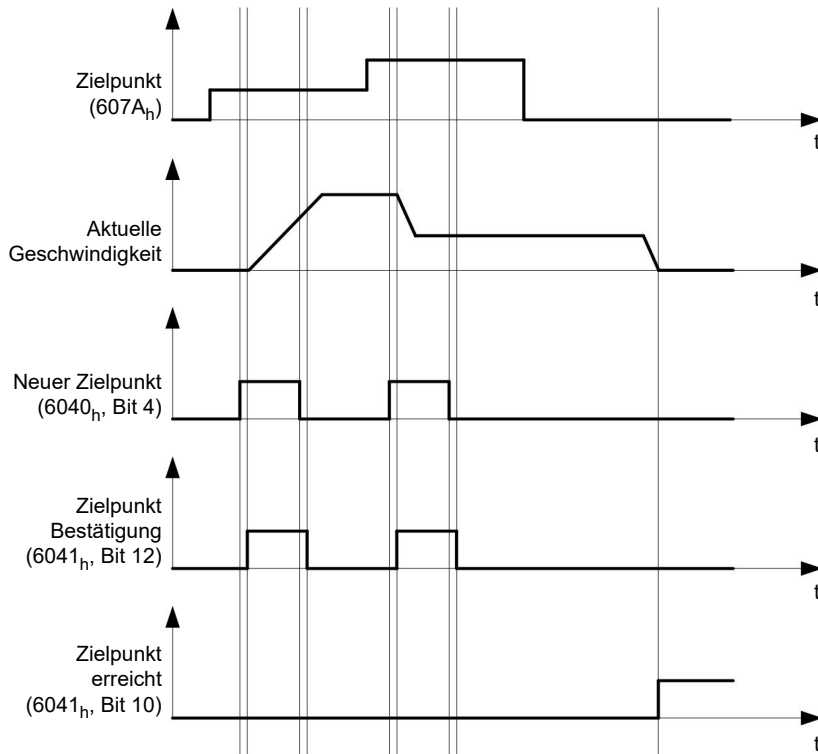 Zielpunkt
(607Aₕ)
t
Aktuelle
Geschwindigkeit
t
Neuer Zielpunkt
(6040ₕ, Bit 4)
t
Zielpunkt
Bestätigung
(6041ₕ, Bit 12)
t
Zielpunkt
erreicht
(6041ₕ, Bit 10)
t